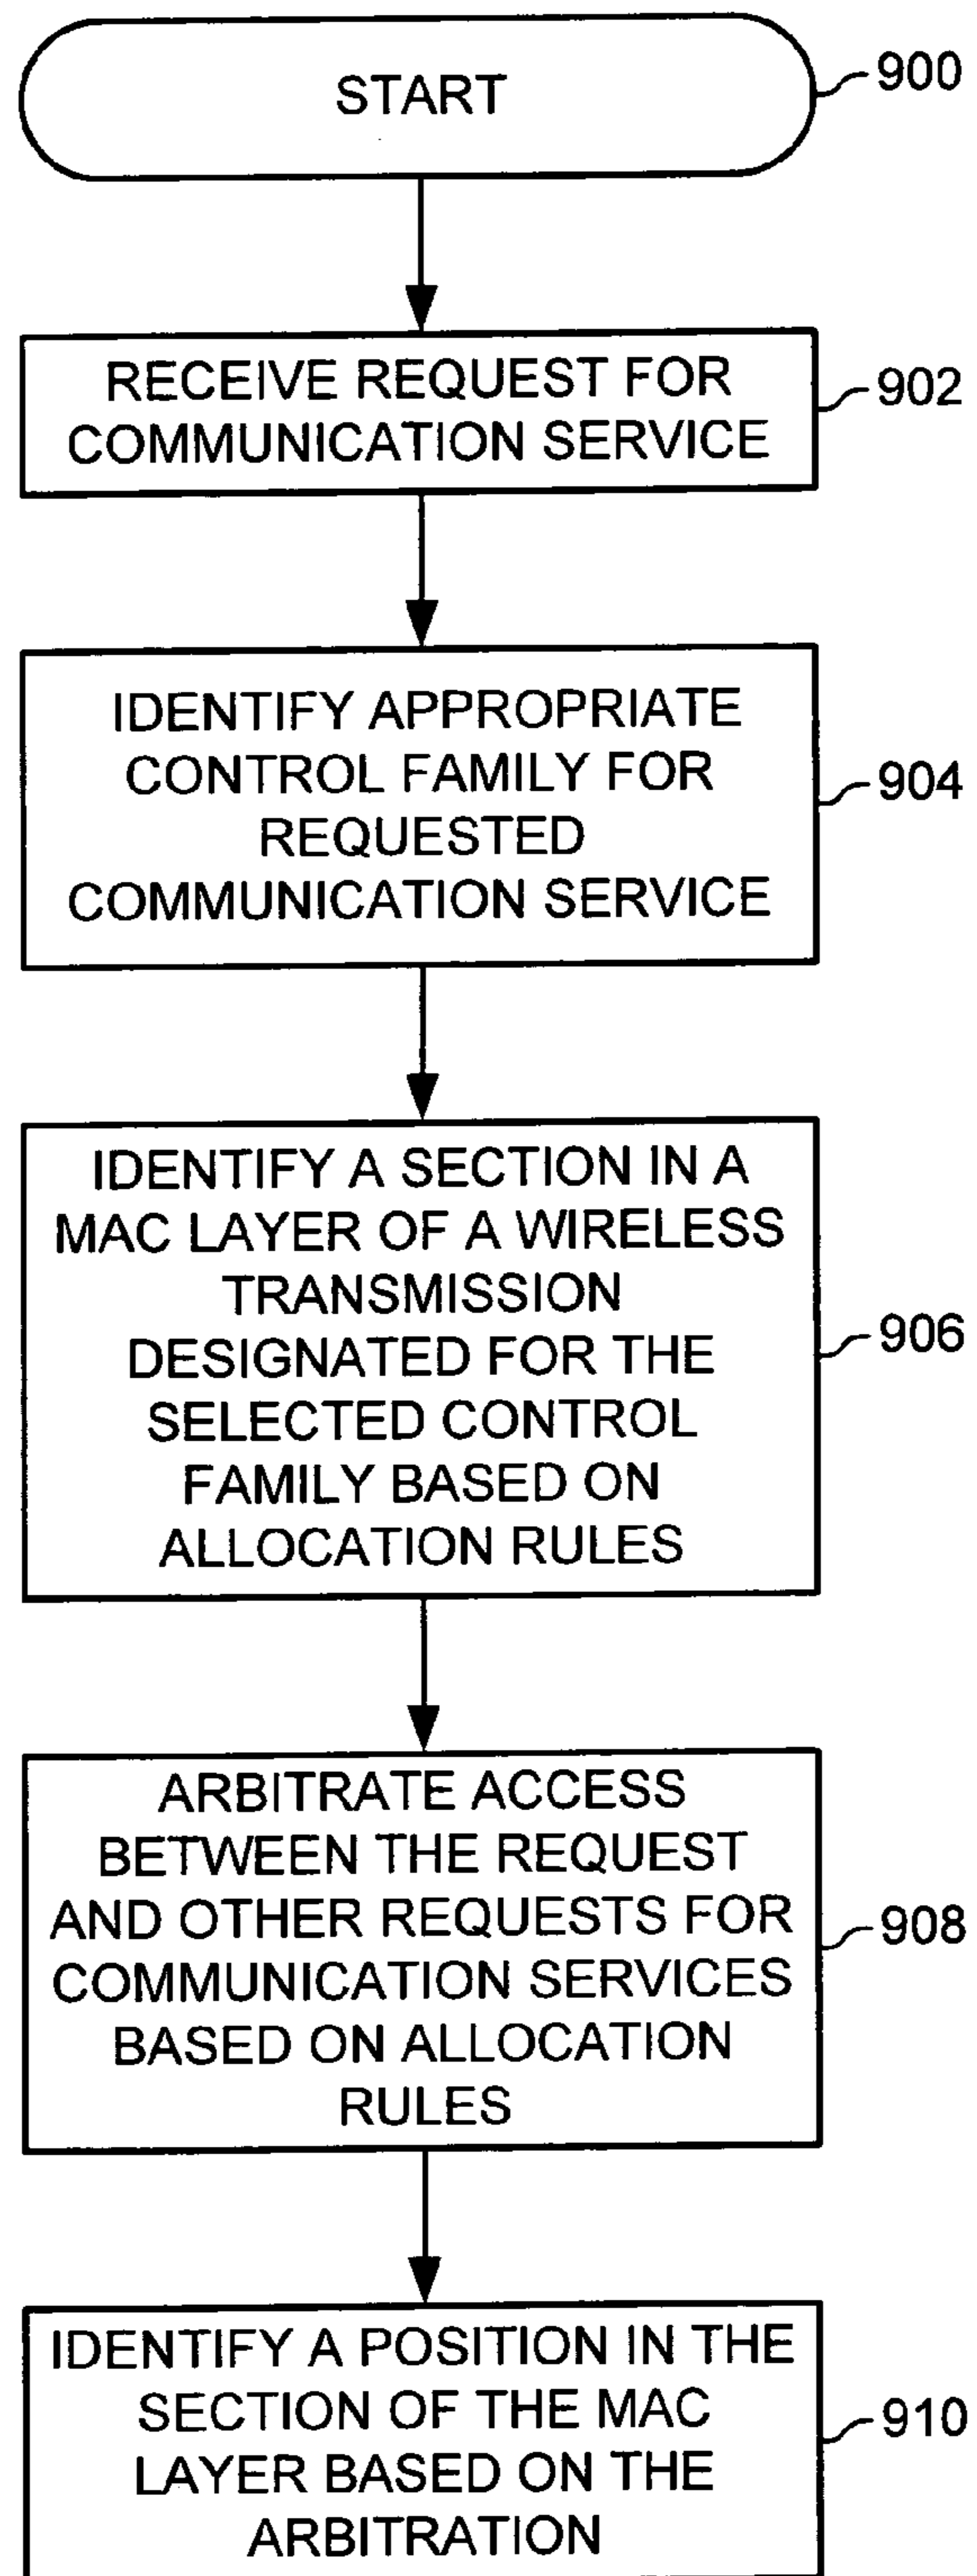 START
900
RECEIVE REQUEST FOR
COMMUNICATION SERVICE
902
IDENTIFY APPROPRIATE
CONTROL FAMILY FOR
REQUESTED
COMMUNICATION SERVICE
904
IDENTIFY A SECTION IN A
MAC LAYER OF A WIRELESS
TRANSMISSION
DESIGNATED FOR THE
SELECTED CONTROL
FAMILY BASED ON
ALLOCATION RULES
906
ARBITRATE ACCESS
BETWEEN THE REQUEST
AND OTHER REQUESTS FOR
COMMUNICATION SERVICES
BASED ON ALLOCATION
RULES
908
IDENTIFY A POSITION IN THE
SECTION OF THE MAC
LAYER BASED ON THE
ARBITRATION
910